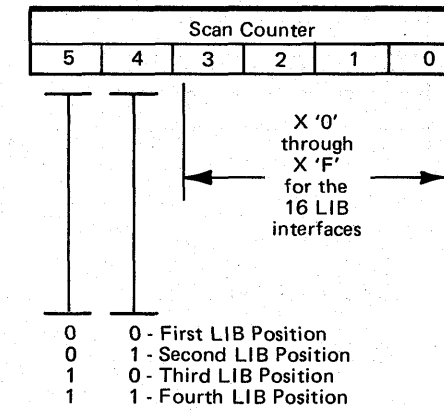 Scan Counter
5 4 3 2 1 0
X '0'
through
X 'F'
for the
16 LIB
interfaces
0 0 - First LIB Position
0 1 - Second LIB Position
1 0 - Third LIB Position
1 1 - Fourth LIB Position